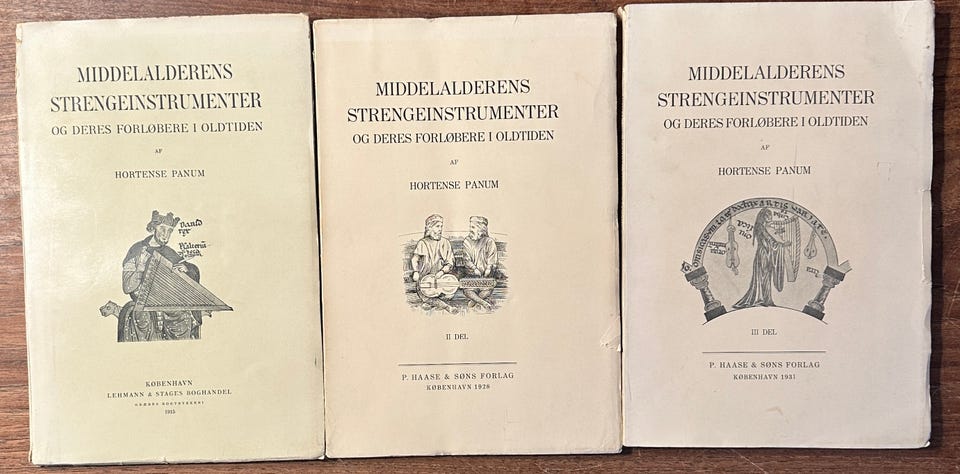 MIDDELALDERENS
STRENGEINSTRUMENTER
OG DERES FORLØBERE I OLDTIDEN
AF
HORTENSE PANUM
KØBENHAVN
LEHMANN & STAGES BOGHANDEL
1915
MIDDELALDERENS
STRENGEINSTRUMENTER
OG DERES FORLØBERE I OLDTIDEN
AF
HORTENSE PANUM
II DEL
P. HAASE & SØNS FORLAG
KØBENHAVN 1928
MIDDELALDERENS
STRENGEINSTRUMENTER
OG DERES FORLØBERE I OLDTIDEN
AF
HORTENSE PANUM
III DEL
P. HAASE & SØNS FORLAG
KØBENHAVN 1931